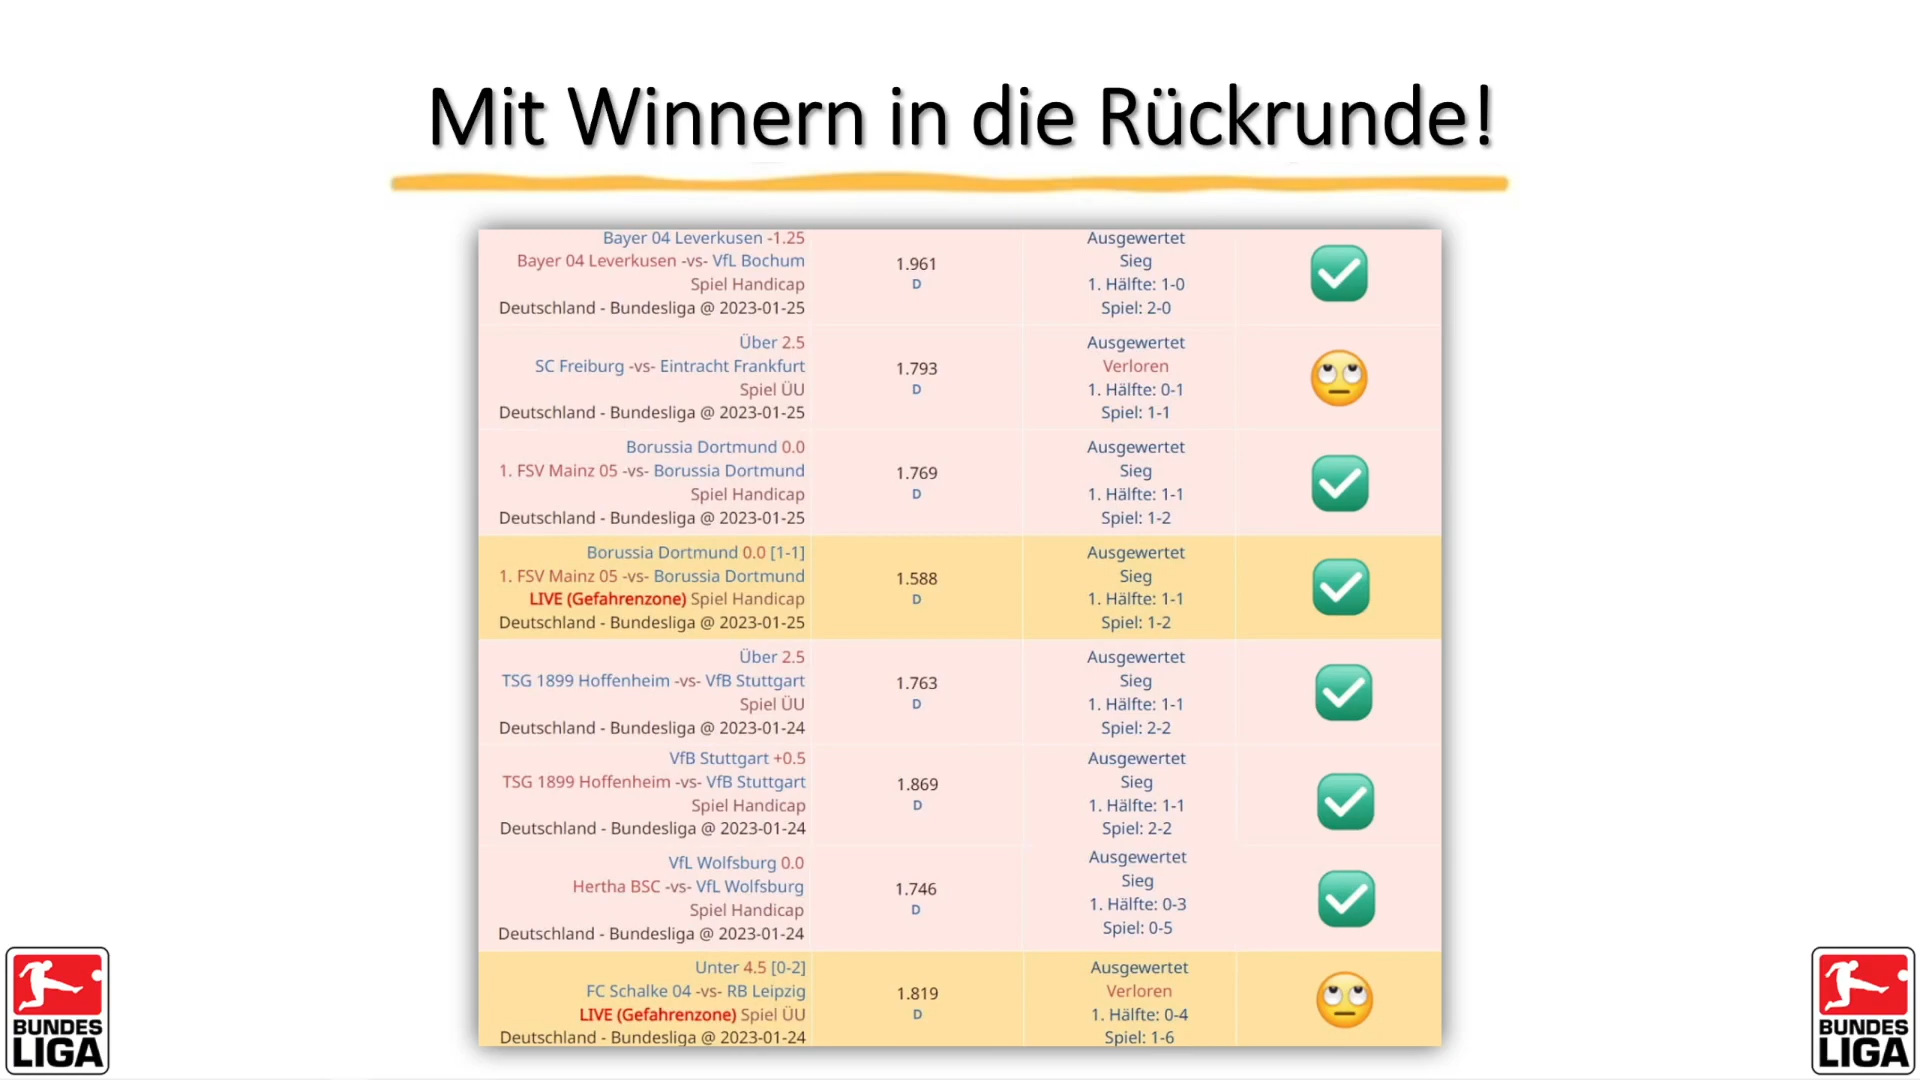 Mit Winnern in die Rückrunde!
Bayer 04 Leverkusen -1.25
Bayer 04 Leverkusen -vs- VfL Bochum
Spiel Handicap
Deutschland - Bundesliga @ 2023-01-25
1.961
D
Ausgewertet
Sieg
1. Hälfte: 1-0
Spiel: 2-0
Über 2.5
SC Freiburg -vs- Eintracht Frankfurt
Spiel ÜU
Deutschland - Bundesliga @ 2023-01-25
1.793
D
Ausgewertet
Verloren
1. Hälfte: 0-1
Spiel: 1-1
Borussia Dortmund 0.0
1. FSV Mainz 05 -vs- Borussia Dortmund
Spiel Handicap
Deutschland - Bundesliga @ 2023-01-25
1.769
D
Ausgewertet
Sieg
1. Hälfte: 1-1
Spiel: 1-2
Borussia Dortmund 0.0 [1-1]
1. FSV Mainz 05 -vs- Borussia Dortmund
LIVE (Gefahrenzone) Spiel Handicap
Deutschland - Bundesliga @ 2023-01-25
1.588
D
Ausgewertet
Sieg
1. Hälfte: 1-1
Spiel: 1-2
Über 2.5
TSG 1899 Hoffenheim -vs- VfB Stuttgart
Spiel ÜU
Deutschland - Bundesliga @ 2023-01-24
1.763
D
Ausgewertet
Sieg
1. Hälfte: 1-1
Spiel: 2-2
VfB Stuttgart +0.5
TSG 1899 Hoffenheim -vs- VfB Stuttgart
Spiel Handicap
Deutschland - Bundesliga @ 2023-01-24
1.869
D
Ausgewertet
Sieg
1. Hälfte: 1-1
Spiel: 2-2
VfL Wolfsburg 0.0
Hertha BSC -vs- VfL Wolfsburg
Spiel Handicap
Deutschland - Bundesliga @ 2023-01-24
1.746
D
Ausgewertet
Sieg
1. Hälfte: 0-3
Spiel: 0-5
Unter 4.5 [0-2]
FC Schalke 04 -vs- RB Leipzig
LIVE (Gefahrenzone) Spiel ÜU
Deutschland - Bundesliga @ 2023-01-24
1.819
D
Ausgewertet
Verloren
1. Hälfte: 0-4
Spiel: 1-6
BUNDES
LIGA
BUNDES
LIGA